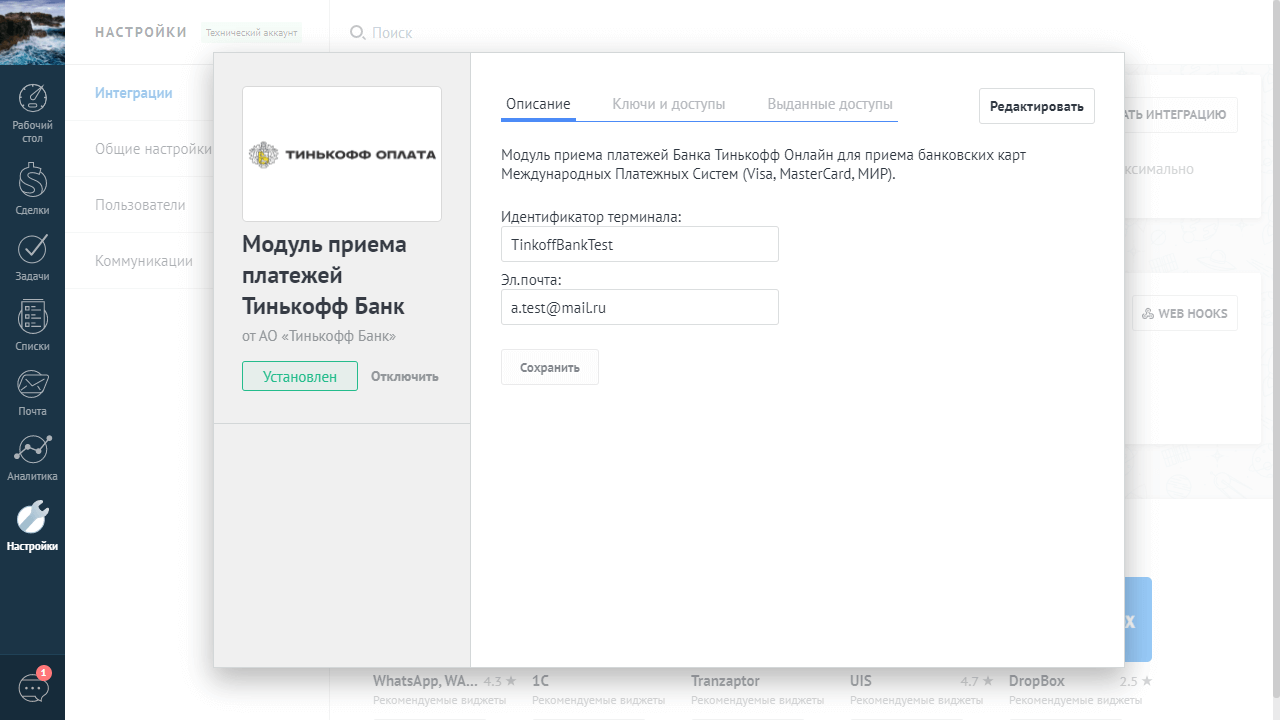 НАСТРОЙКИ
Технический аккаунт
Поиск
Рабочий
стол
Сделки
Задачи
Списки
Почта
Аналитика
Настройки
1
Интеграции
Общие настройки
Пользователи
Коммуникации
ТИНЬКОФФ ОПЛАТА
Модуль приема
платежей
Тинькофф Банк
от АО «Тинькофф Банк»
Установлен
Отключить
Описание
Ключи и доступы
Выданные доступы
Редактировать
Модуль приема платежей Банка Тинькофф Онлайн для приема банковских карт
Международных Платежных Систем (Visa, MasterCard, МИР).
Идентификатор терминала:
TinkoffBankTest
Эл.почта:
a.test@mail.ru
Сохранить
АТЬ ИНТЕГРАЦИЮ
ксимально
WEB HOOKS
X
WhatsApp, WA... 4.3 ★
Рекомендуемые виджеты
1C
Рекомендуемые виджеты
Tranzaptor
Рекомендуемые виджеты
UIS 4.7 ★
Рекомендуемые виджеты
DropBox 2.5 ★
Рекомендуемые виджеты